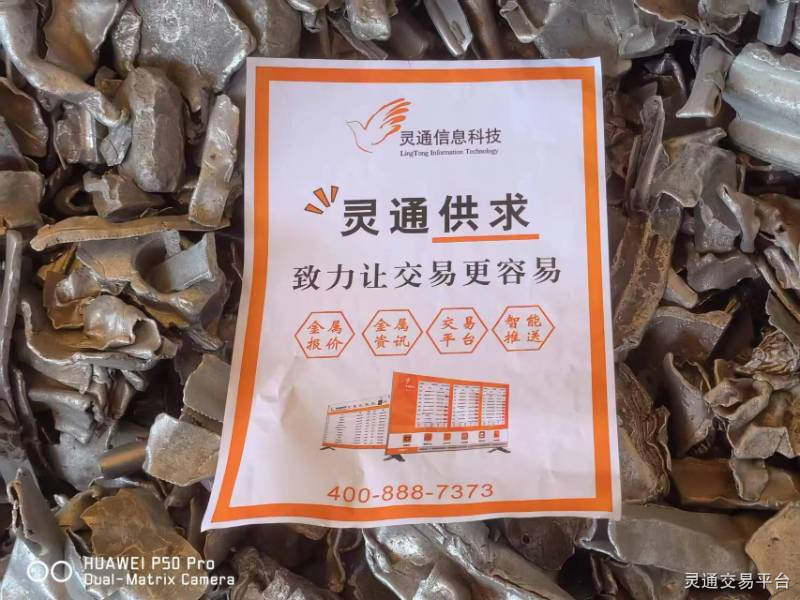 灵通信息科技
LingTong Information Technology
灵通供求
致力让交易更容易
金属报价
金属资讯
交易平台
智能推送
400-888-7373
HUAWEI P50 Pro
Dual-Matrix Camera
灵通交易平台